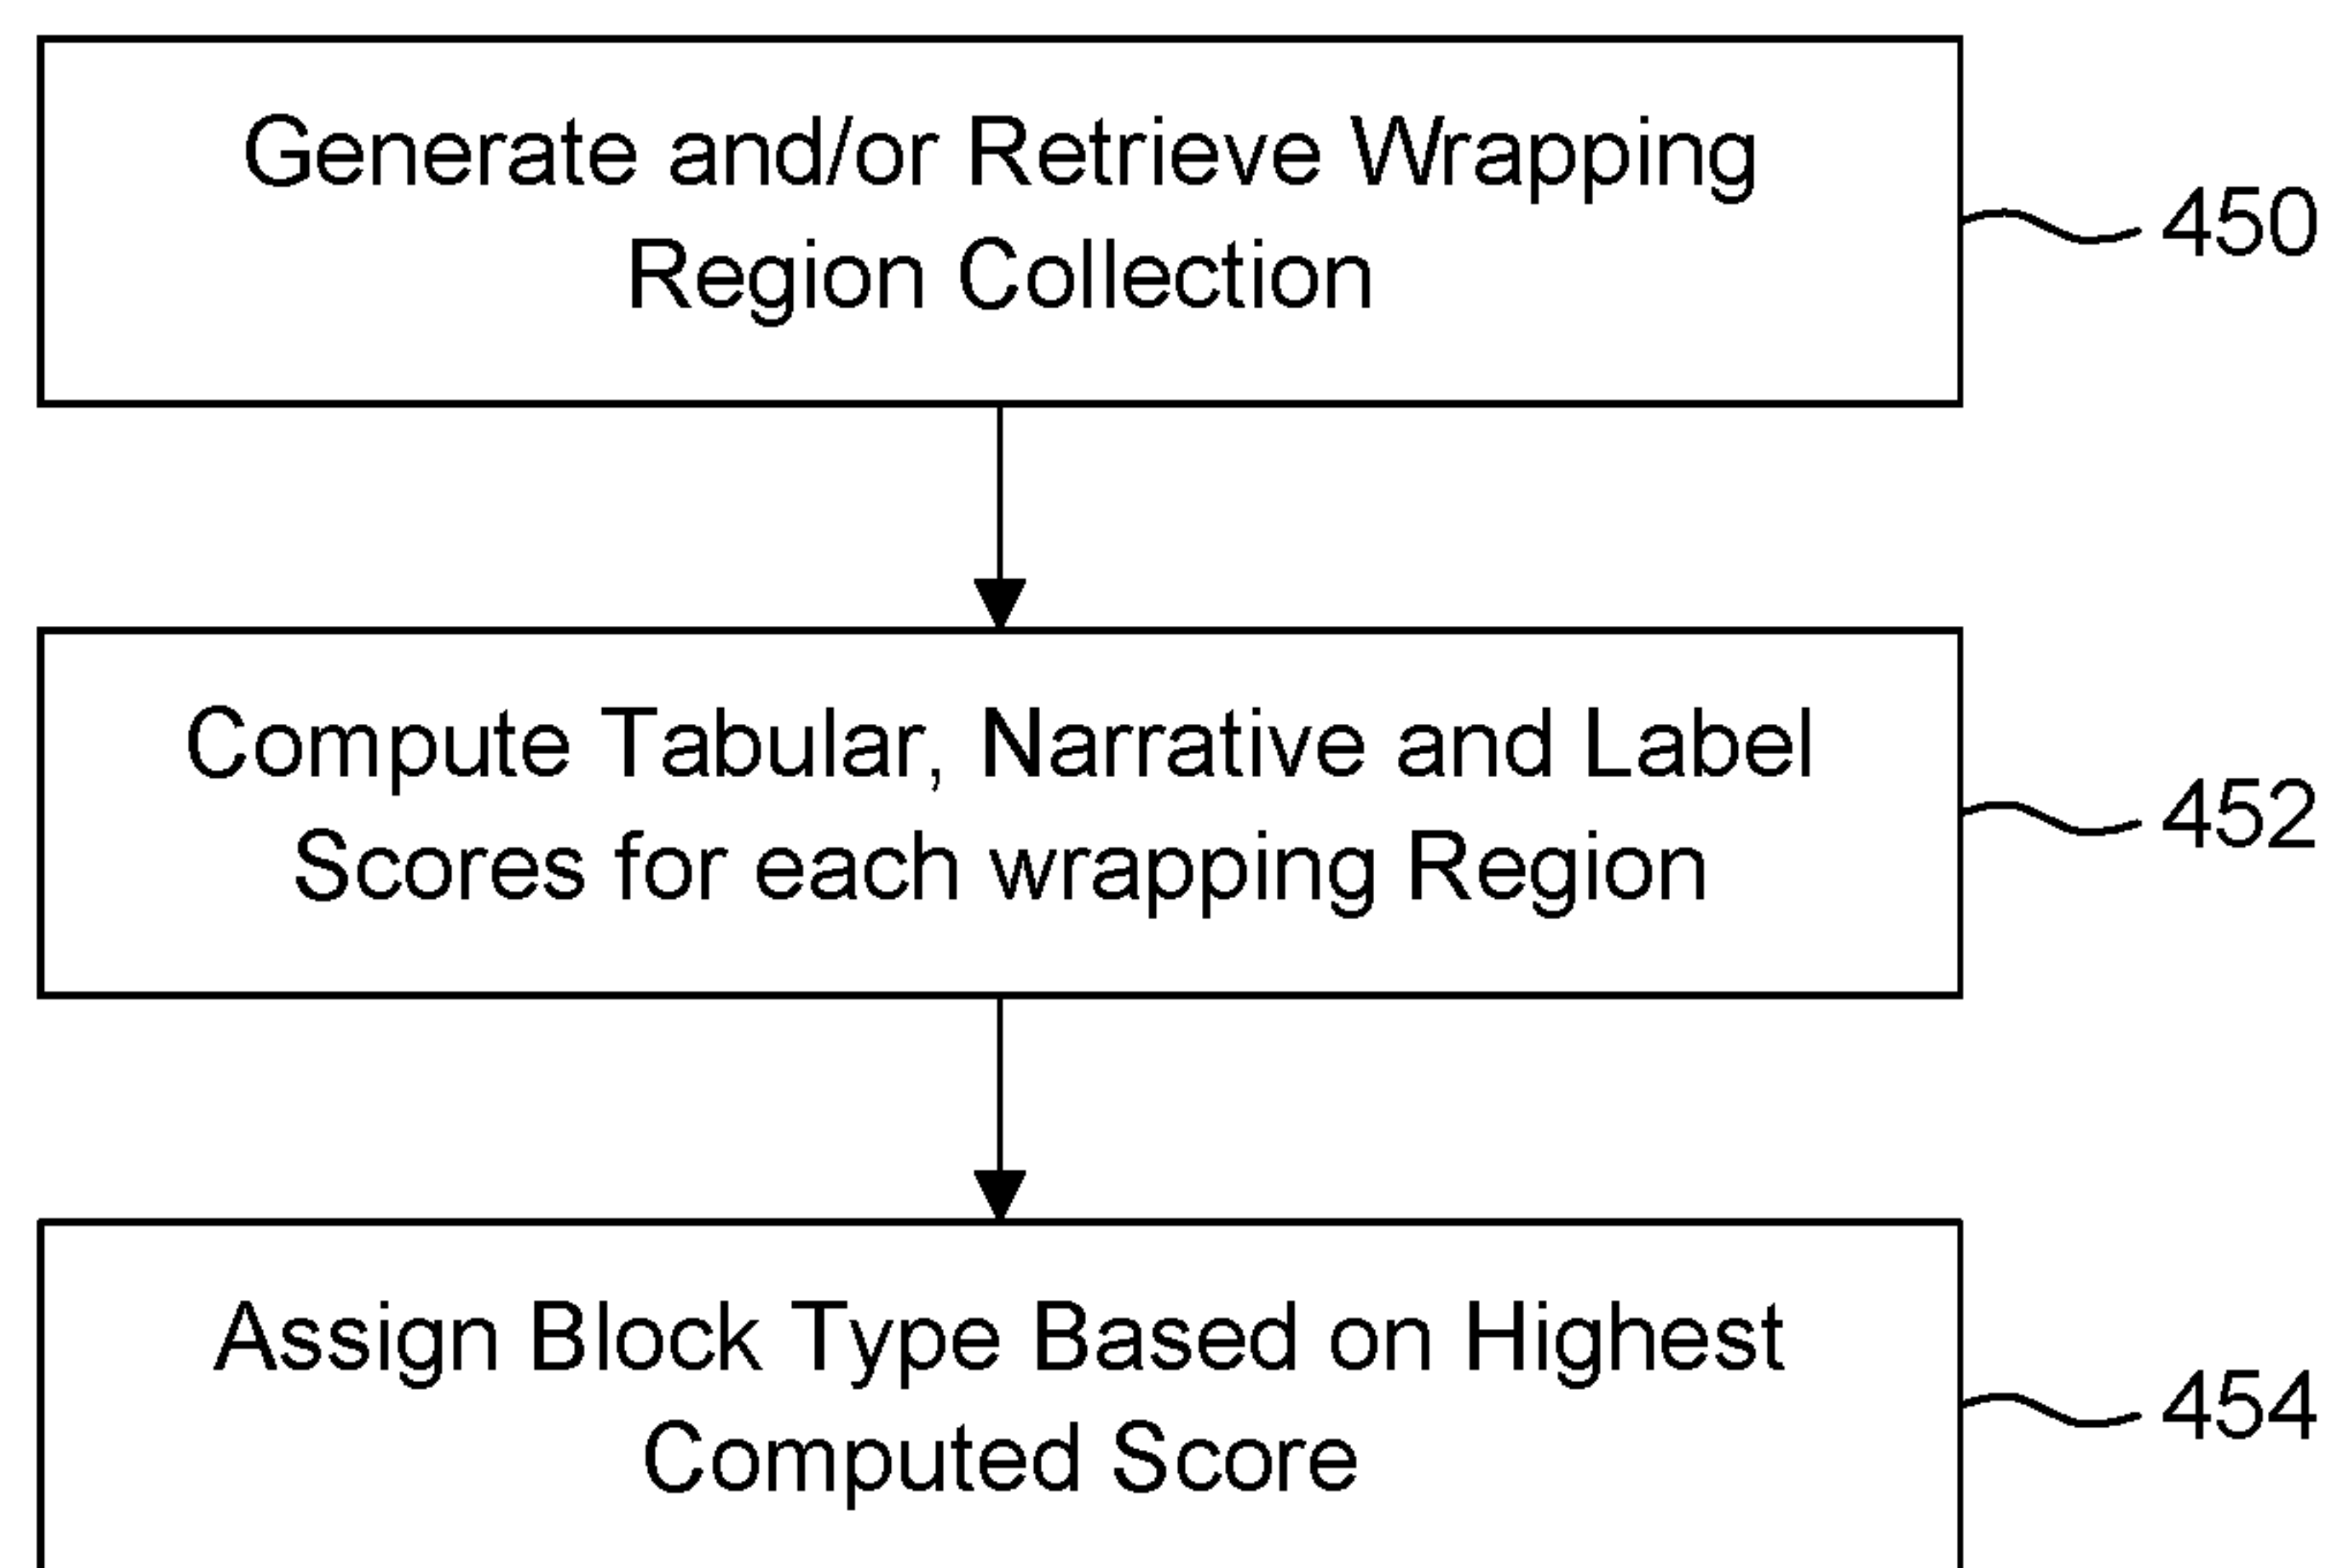 Generate and/or Retrieve Wrapping
Region Collection
450
Compute Tabular, Narrative and Label
Scores for each wrapping Region
452
Assign Block Type Based on Highest
Computed Score
454